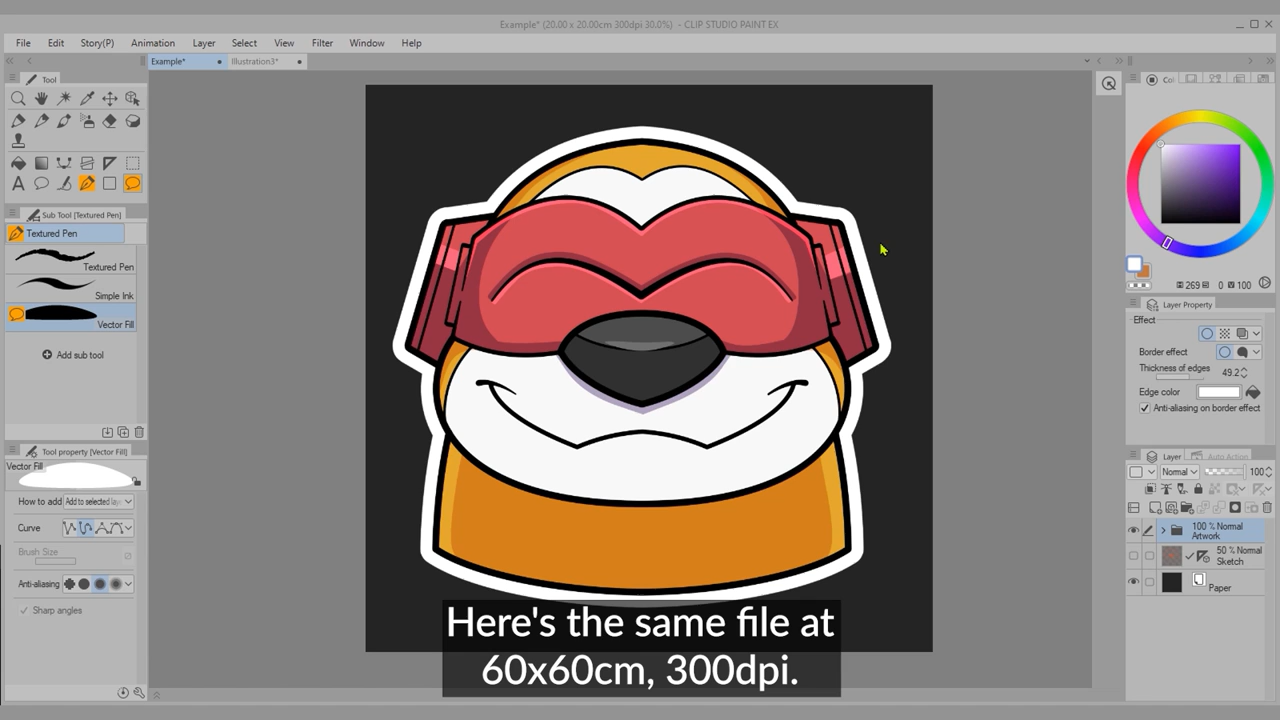 Example* (20.00 x 20.00cm 300dpi 30.0%) - CLIP STUDIO PAINT EX
File Edit Story(P) Animation Layer Select View Filter Window Help
Example* Illustration3*
Tool
Sub Tool [Textured Pen]
Textured Pen
Textured Pen
Simple Ink
Vector Fill
Add sub tool
Tool property [Vector Fill]
Vector Fill
How to add Add to selected lay
Curve
Brush Size
Anti-aliasing
Sharp angles
Col
269 0 V 100
Layer Property
Effect
Border effect
Thickness of edges 49.2
Edge color
Anti-aliasing on border effect
Layer Auto Action
Normal 100
100 % Normal
Artwork
50 % Normal
Sketch
Paper
Here's the same file at
60x60cm, 300dpi.